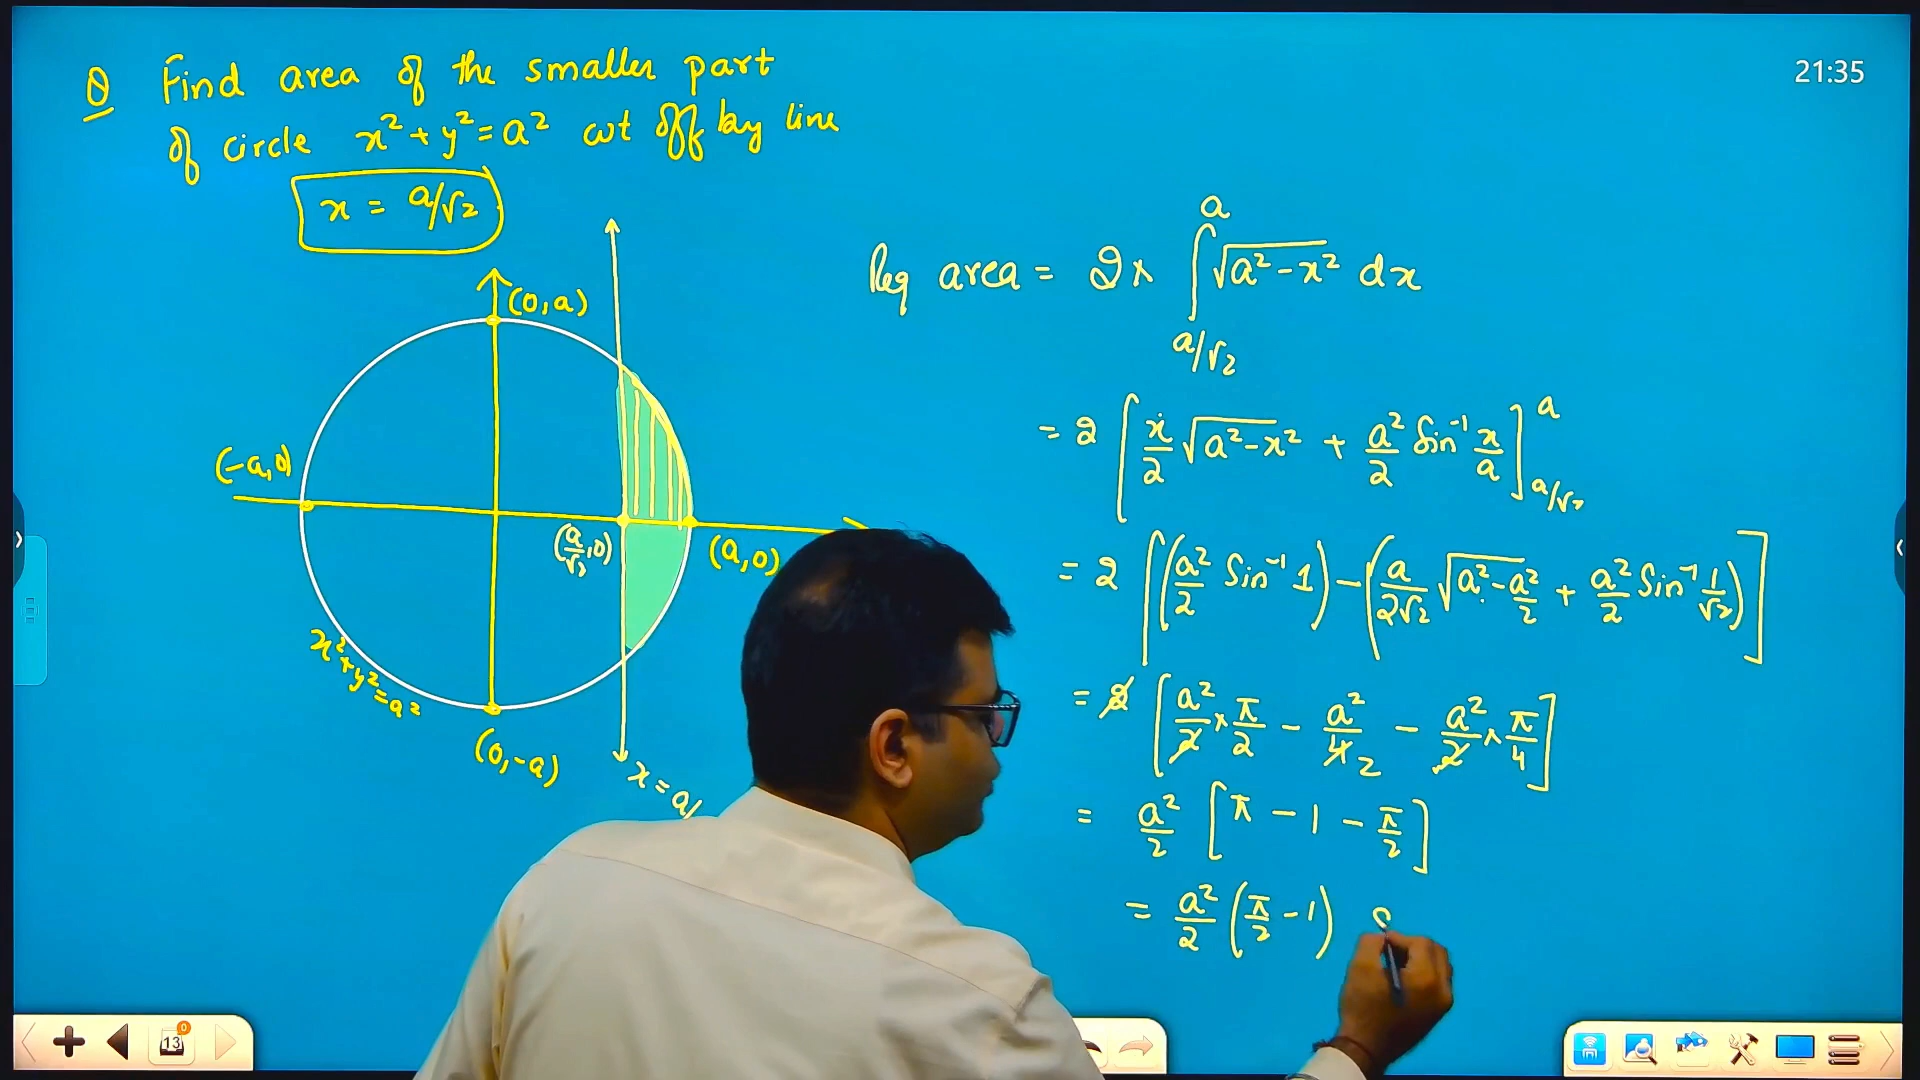 Q Find area of the smaller part
of circle x² + y² = a² cut off by line
x = a/√2
21:35
(0, a)
(-a, 0)
(a/√2, 0)
(a, 0)
x² + y² = a²
(0, -a)
x = a/
Req area = 2 × ∫_{a/√2}^{a} √(a² - x²) dx
= 2 [x/2 √(a² - x²) + a²/2 Sin⁻¹ x/a]_{a/√2}^{a}
= 2 [(a²/2 Sin⁻¹ 1) - (a/2√2 √(a² - a²/2) + a²/2 Sin⁻¹ 1/√2)]
= 2 [a²/2 × π/2 - a²/4 2 - a²/2 × π/4]
= a²/2 [π - 1 - π/2]
= a²/2 (π/2 - 1)
13
0